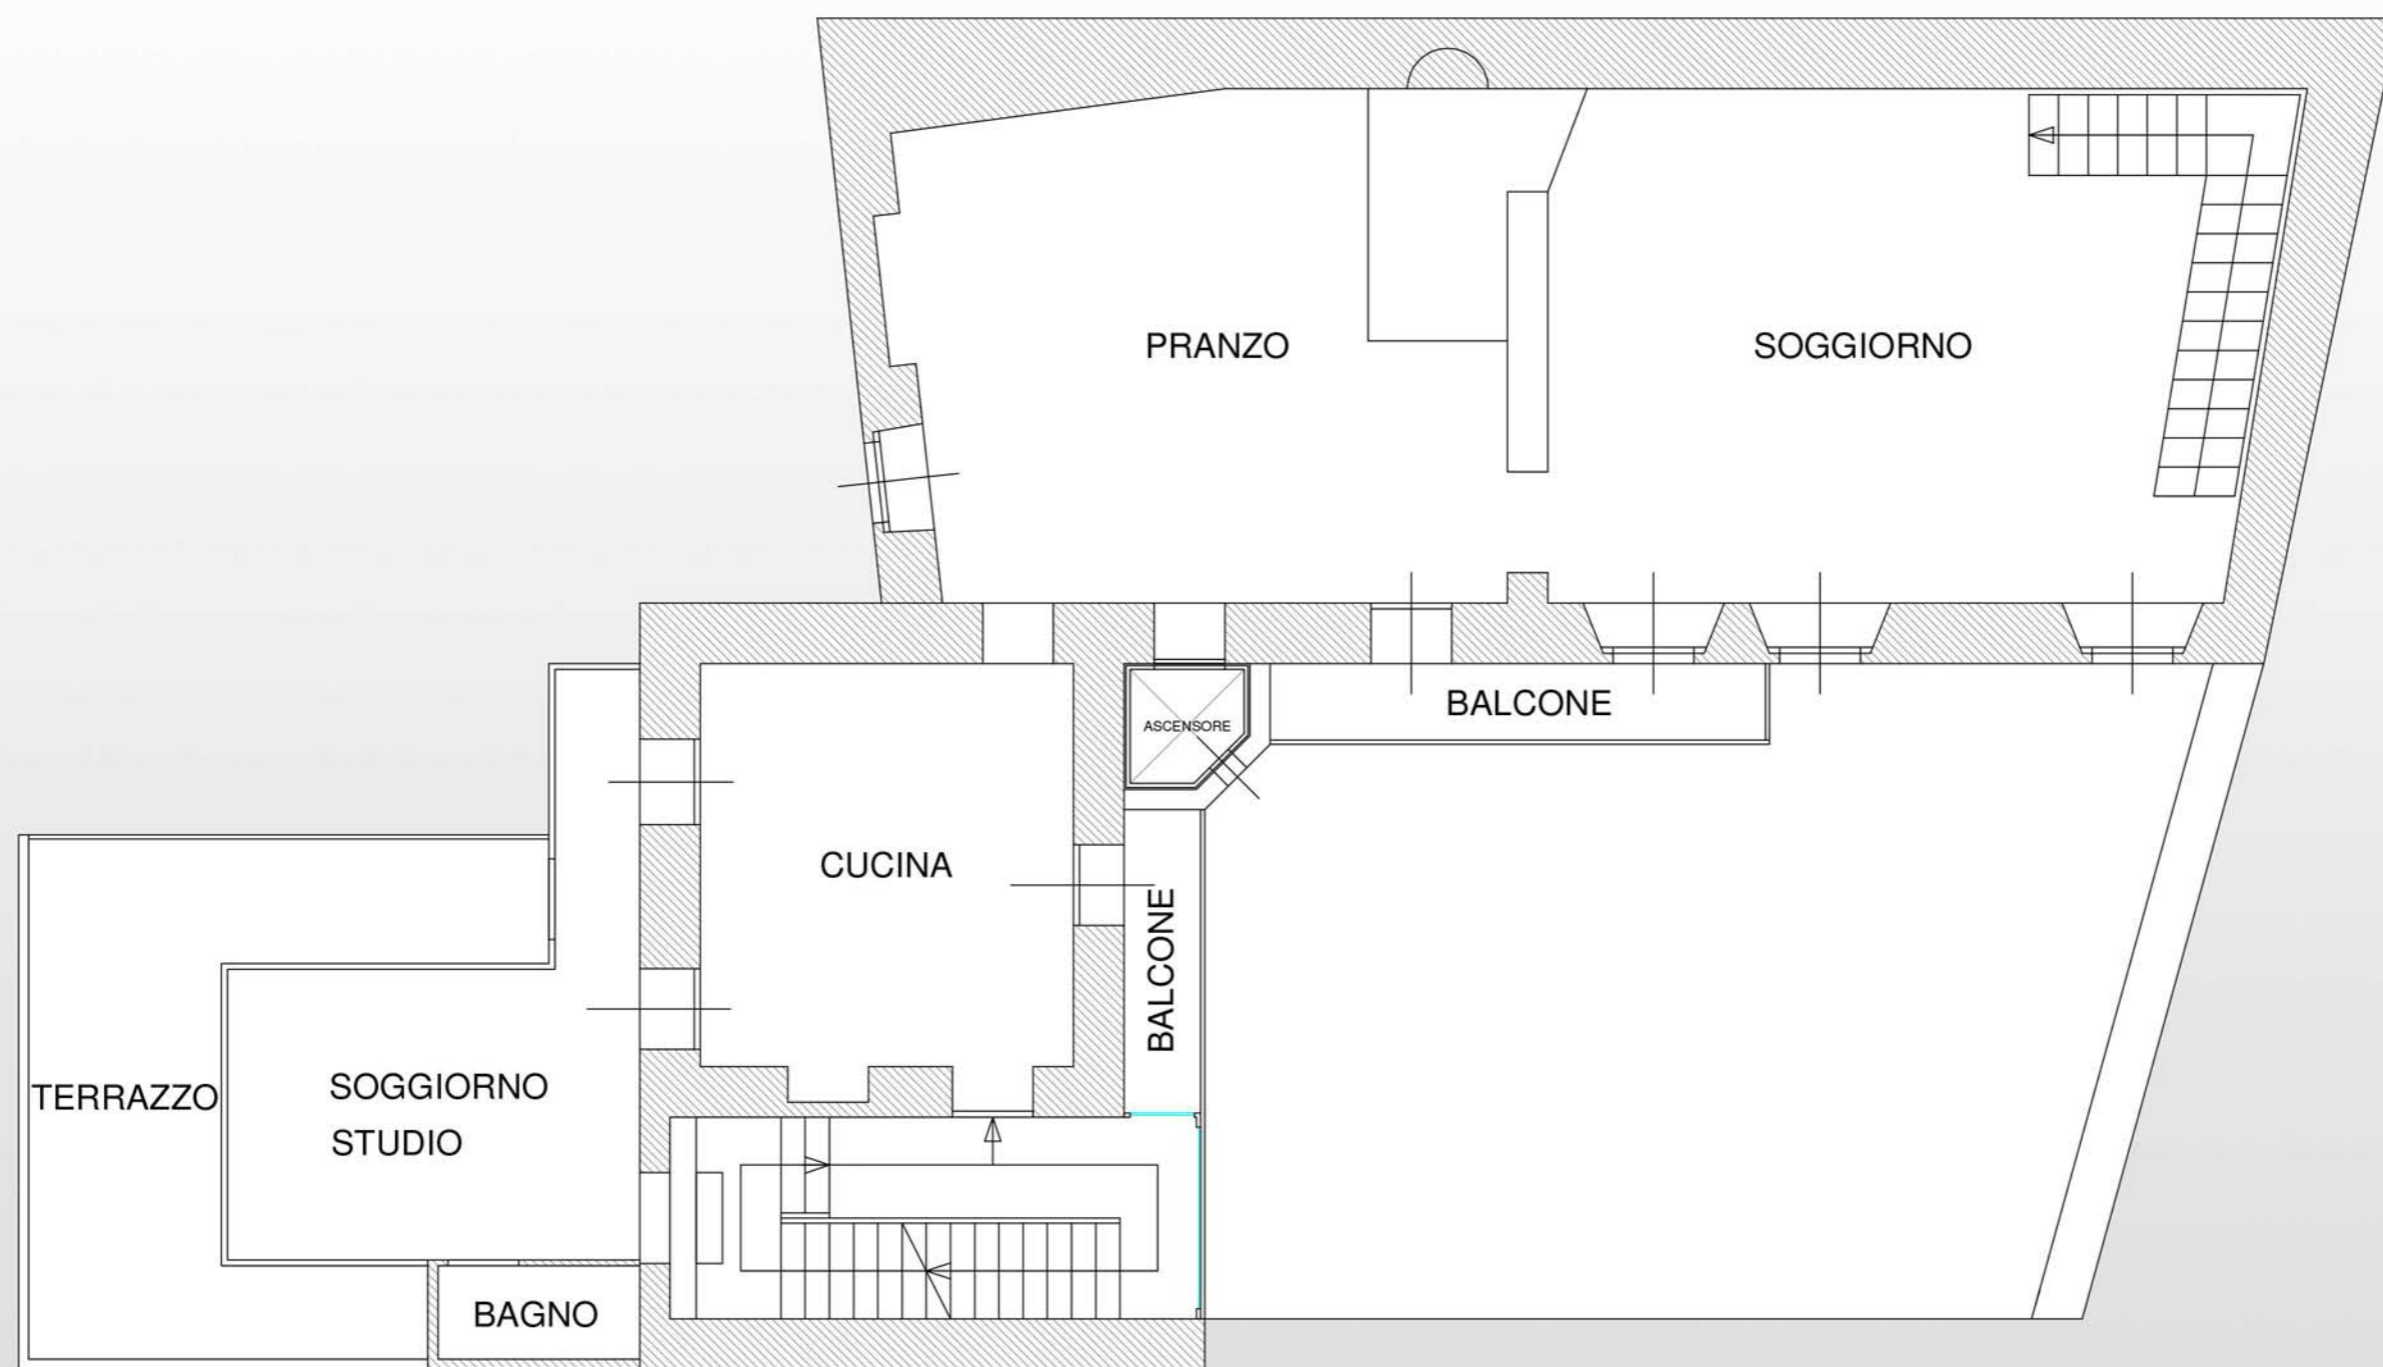 PRANZO
SOGGIORNO
BALCONE
ASCENSORE
CUCINA
BALCONE
TERRAZZO
SOGGIORNO
STUDIO
BAGNO